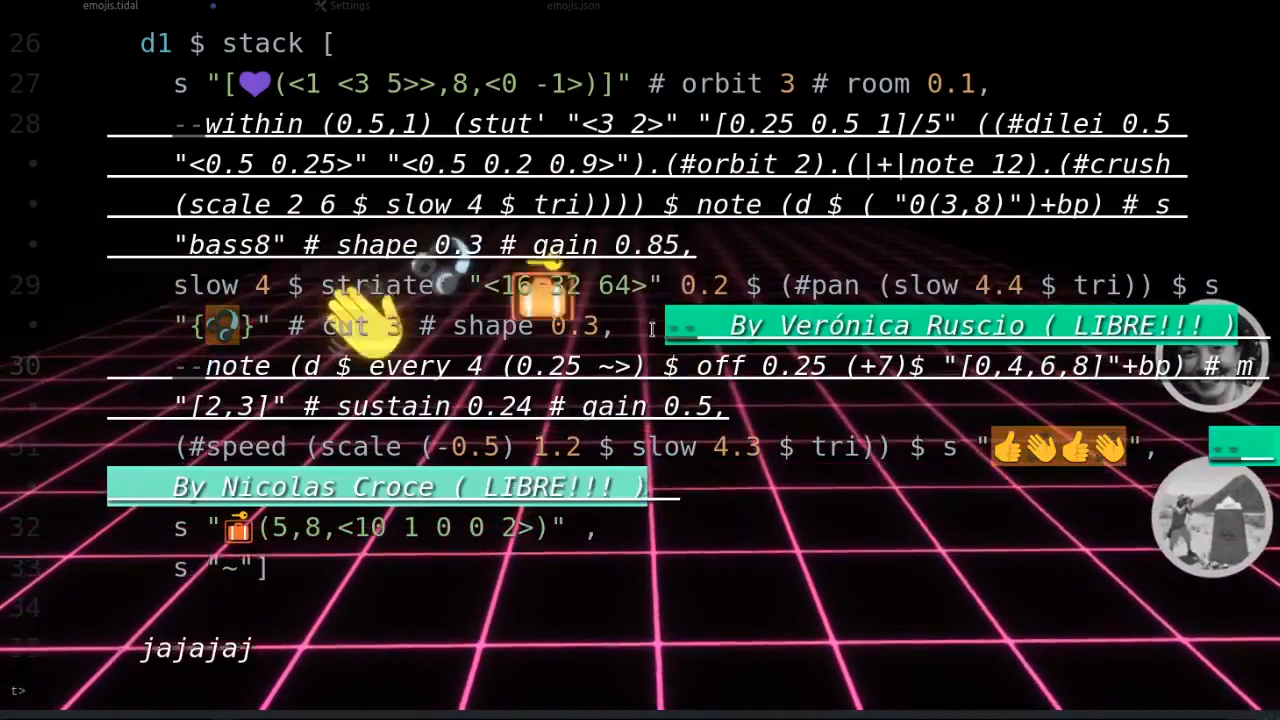 emojis.tidal Settings emojis.json
26 d1 $ stack [
27 s "[💜(<1 <3 5>>,8,<0 -1>)]" # orbit 3 # room 0.1,
28 --within (0.5,1) (stut' "<3 2>" "[0.25 0.5 1]/5" ((#dilei 0.5
"<0.5 0.25>" "<0.5 0.2 0.9>").(#orbit 2).(|+|note 12).(#crush
(scale 2 6 $ slow 4 $ tri)))) $ note (d $ ( "0(3,8)")+bp) # s
"bass8" # shape 0.3 # gain 0.85,
29 slow 4 $ striate' "<16 32 64>" 0.2 $ (#pan (slow 4.4 $ tri)) $ s
"{🎧}" # cut 3 # shape 0.3, -- By Verónica Ruscio ( LIBRE!!! )
30 --note (d $ every 4 (0.25 ~>) $ off 0.25 (+7)$ "[0,4,6,8]"+bp) # m
"[2,3]" # sustain 0.24 # gain 0.5,
31 (#speed (scale (-0.5) 1.2 $ slow 4.3 $ tri)) $ s "👍👋👍👋", --
By Nicolas Croce ( LIBRE!!! )
32 s "🛅(5,8,<10 1 0 0 2>)" ,
33 s "~"]
34
35 jajajaj
t>